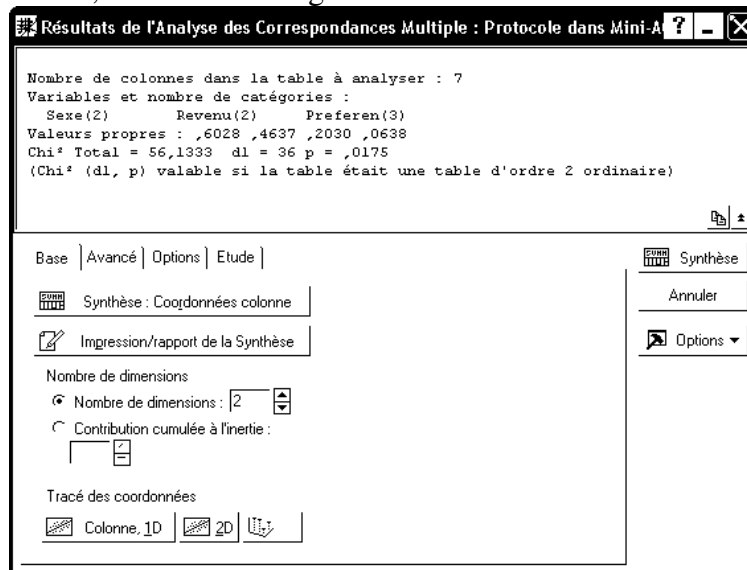 Résultats de l'Analyse des Correspondances Multiple : Protocole dans Mini-A
Nombre de colonnes dans la table à analyser : 7
Variables et nombre de catégories :
Sexe(2) Revenu(2) Preferen(3)
Valeurs propres : ,6028 ,4637 ,2030 ,0638
Chi² Total = 56,1333 dl = 36 p = ,0175
(Chi² (dl, p) valable si la table était une table d'ordre 2 ordinaire)
Base Avancé Options Etude
Synthèse
Synthèse : Coordonnées colonne
Annuler
Impression/rapport de la Synthèse
Options
Nombre de dimensions
Nombre de dimensions : 2
Contribution cumulée à l'inertie :
Tracé des coordonnées
Colonne, 1D 2D